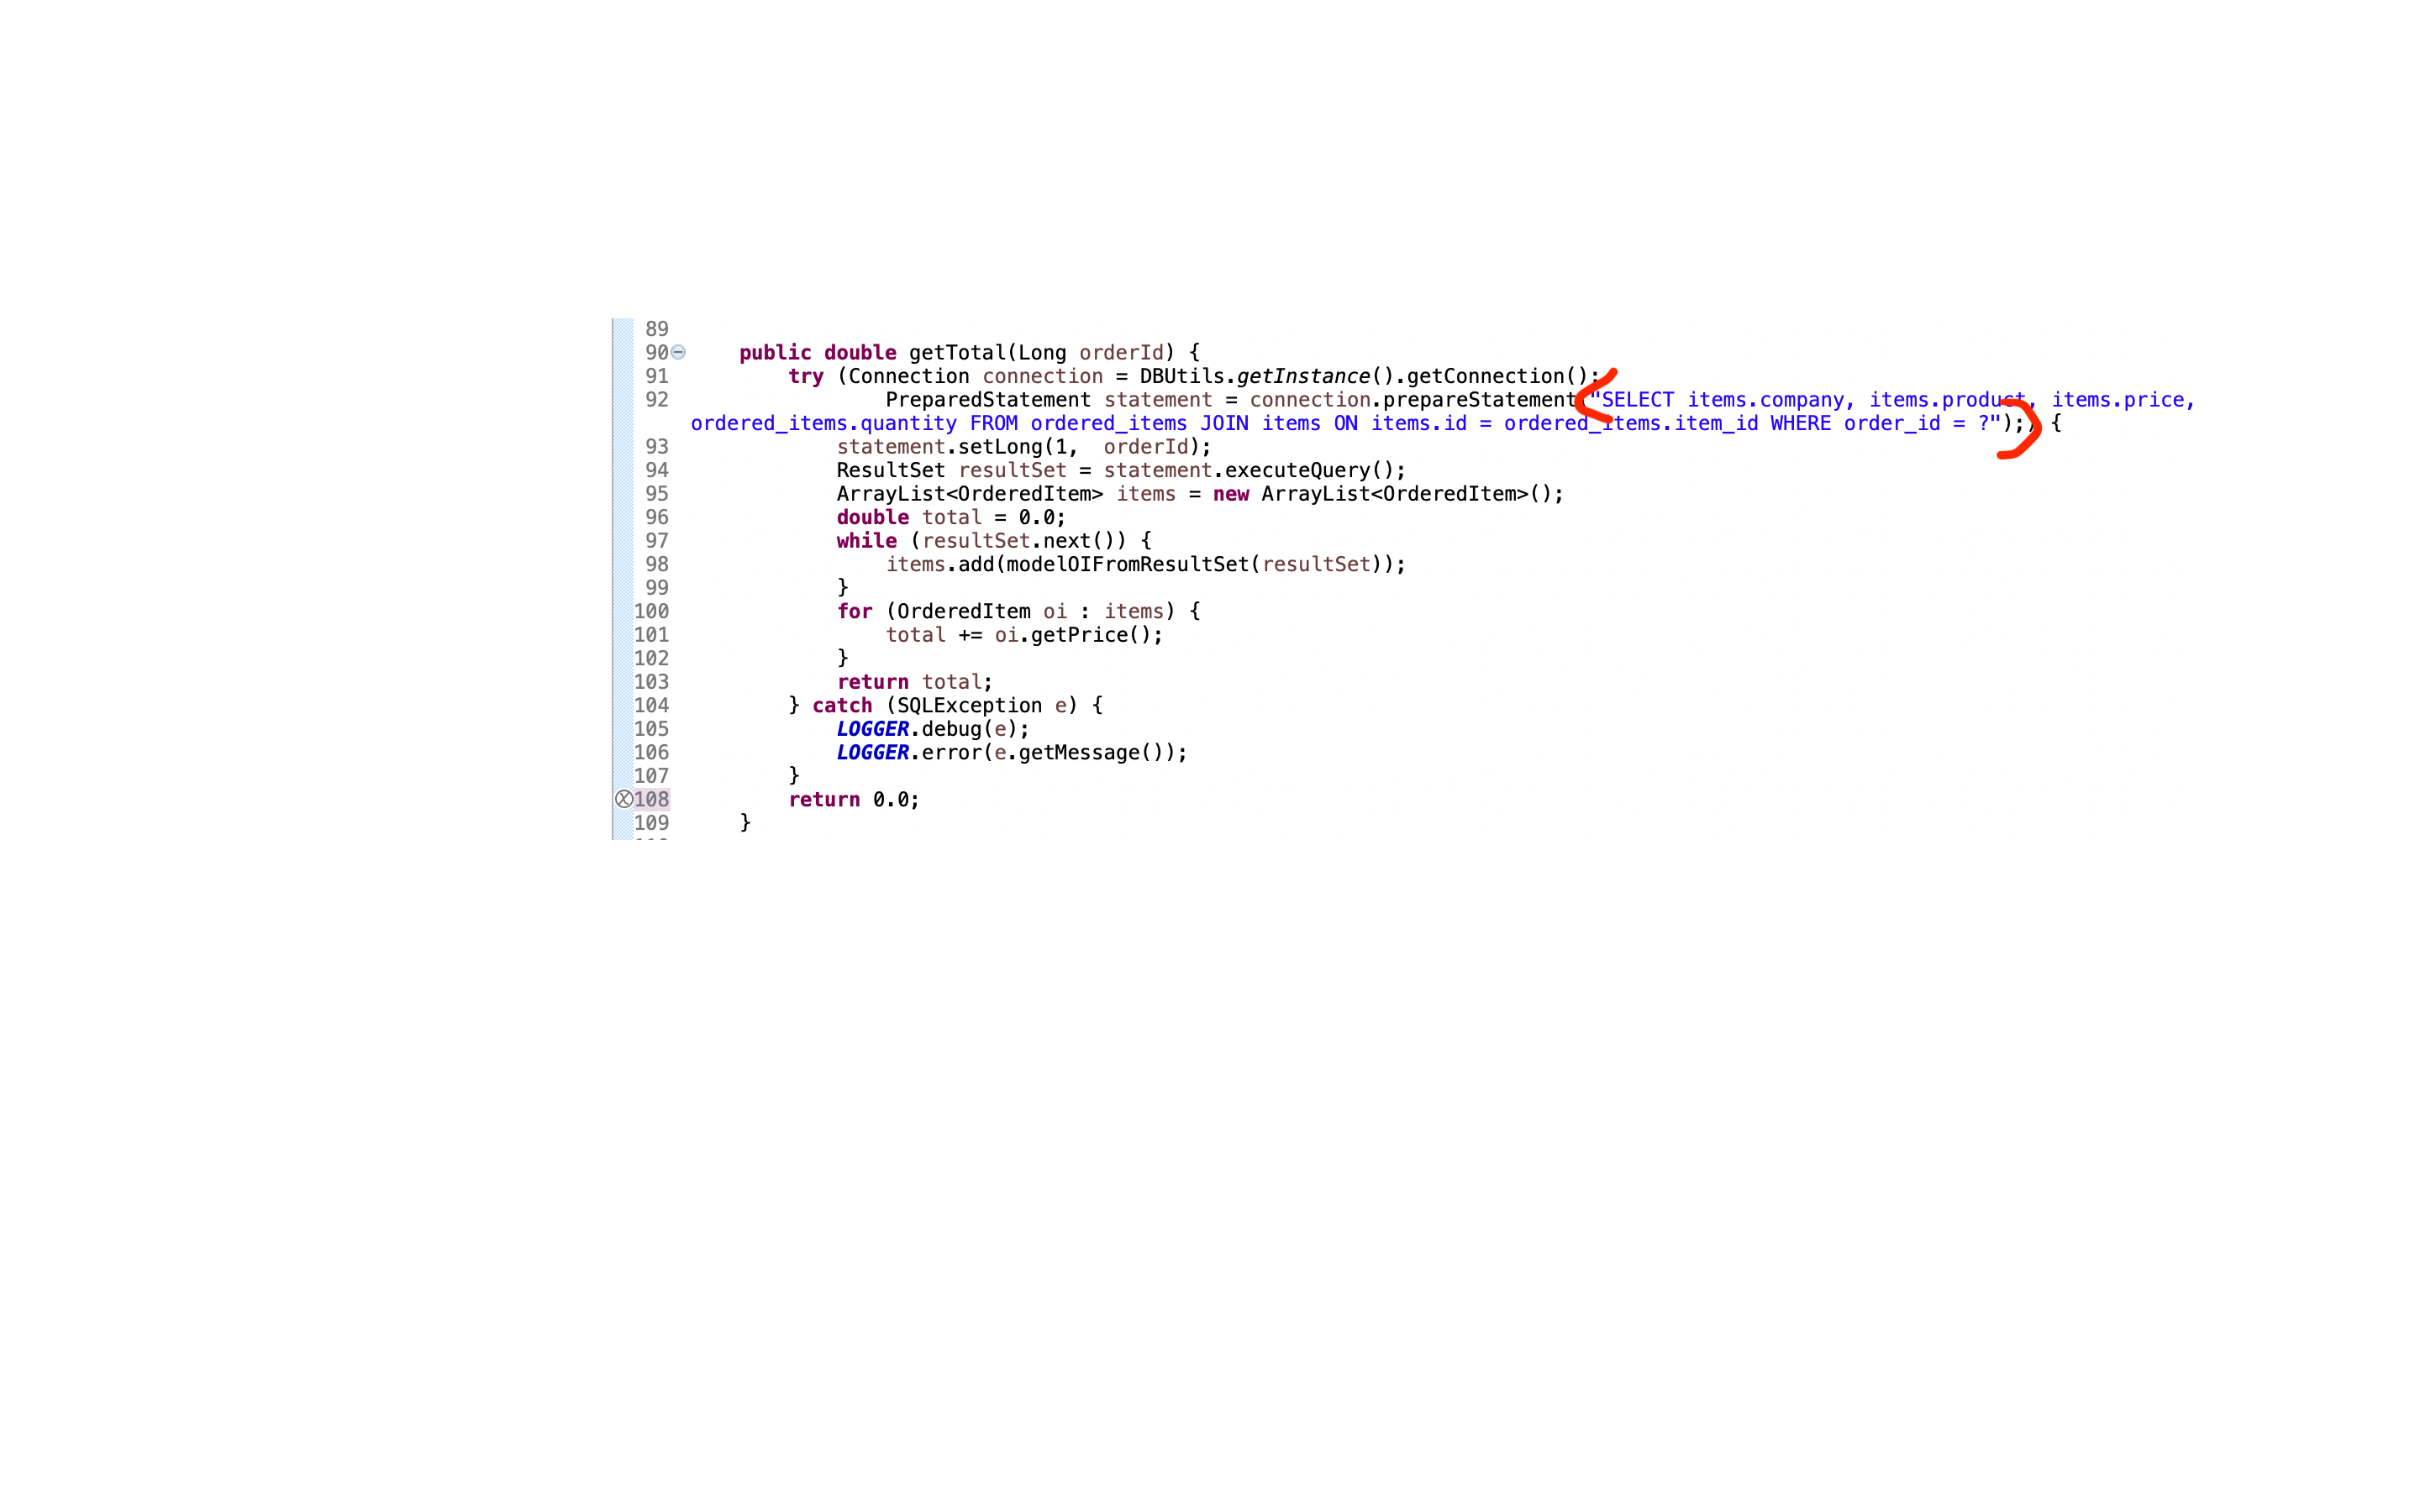 89
90 public double getTotal(Long orderId) {
91 try (Connection connection = DBUtils.getInstance().getConnection();
92 PreparedStatement statement = connection.prepareStatement("SELECT items.company, items.product, items.price,
ordered_items.quantity FROM ordered_items JOIN items ON items.id = ordered_items.item_id WHERE order_id = ?");) {
93 statement.setLong(1,  orderId);
94 ResultSet resultSet = statement.executeQuery();
95 ArrayList<OrderedItem> items = new ArrayList<OrderedItem>();
96 double total = 0.0;
97 while (resultSet.next()) {
98 items.add(modelOIFromResultSet(resultSet));
99 }
100 for (OrderedItem oi : items) {
101 total += oi.getPrice();
102 }
103 return total;
104 } catch (SQLException e) {
105 LOGGER.debug(e);
106 LOGGER.error(e.getMessage());
107 }
108 return 0.0;
109 }